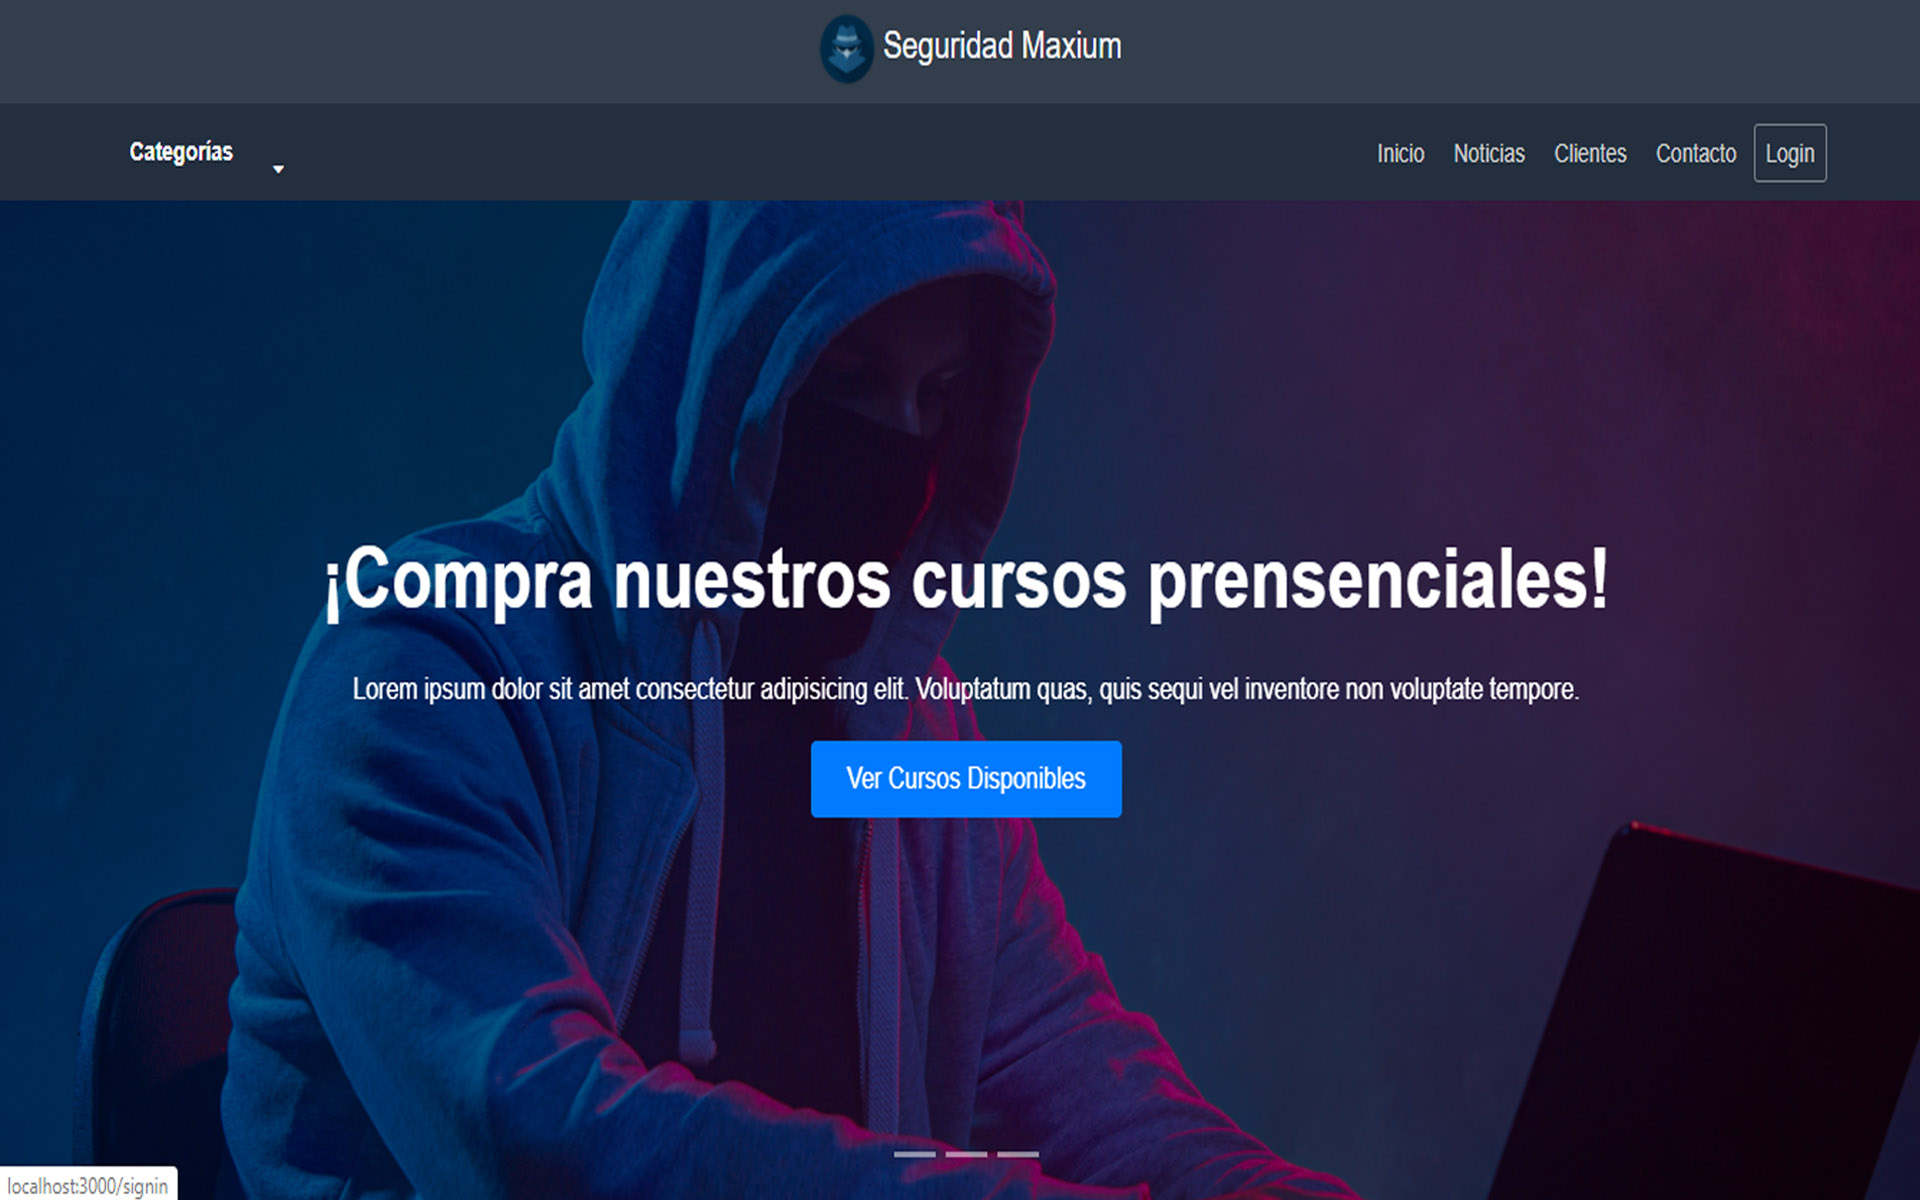 Seguridad Maxium
Categorías
Inicio Noticias Clientes Contacto Login
¡Compra nuestros cursos prensenciales!
Lorem ipsum dolor sit amet consectetur adipisicing elit. Voluptatum quas, quis sequi vel inventore non voluptate tempore.
Ver Cursos Disponibles
localhost:3000/signin